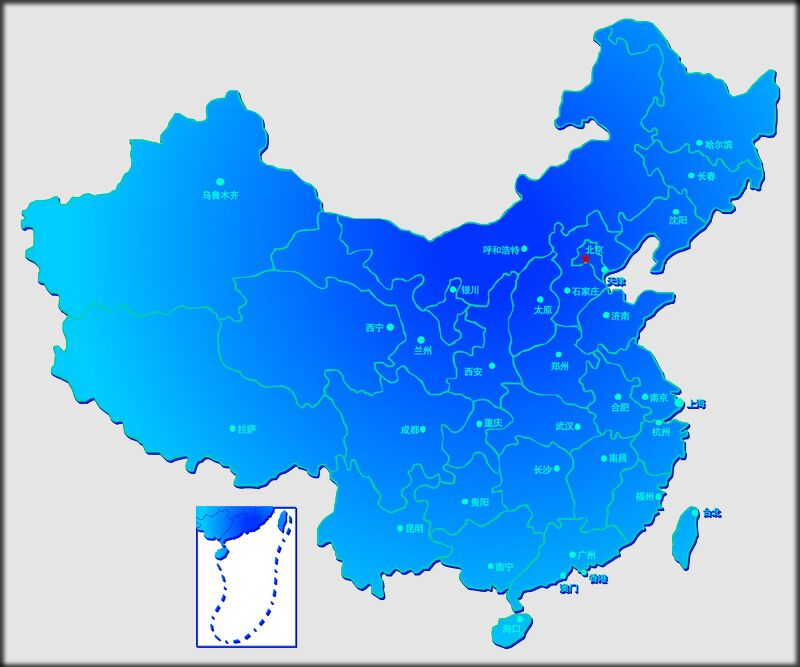 哈尔滨
长春
乌鲁木齐
沈阳
呼和浩特
北京
天津
银川
石家庄
太原
济南
西宁
兰州
郑州
西安
南京
上海
合肥
拉萨
成都
重庆
武汉
杭州
南昌
长沙
福州
贵阳
台北
昆明
广州
南宁
香港
澳门
海口